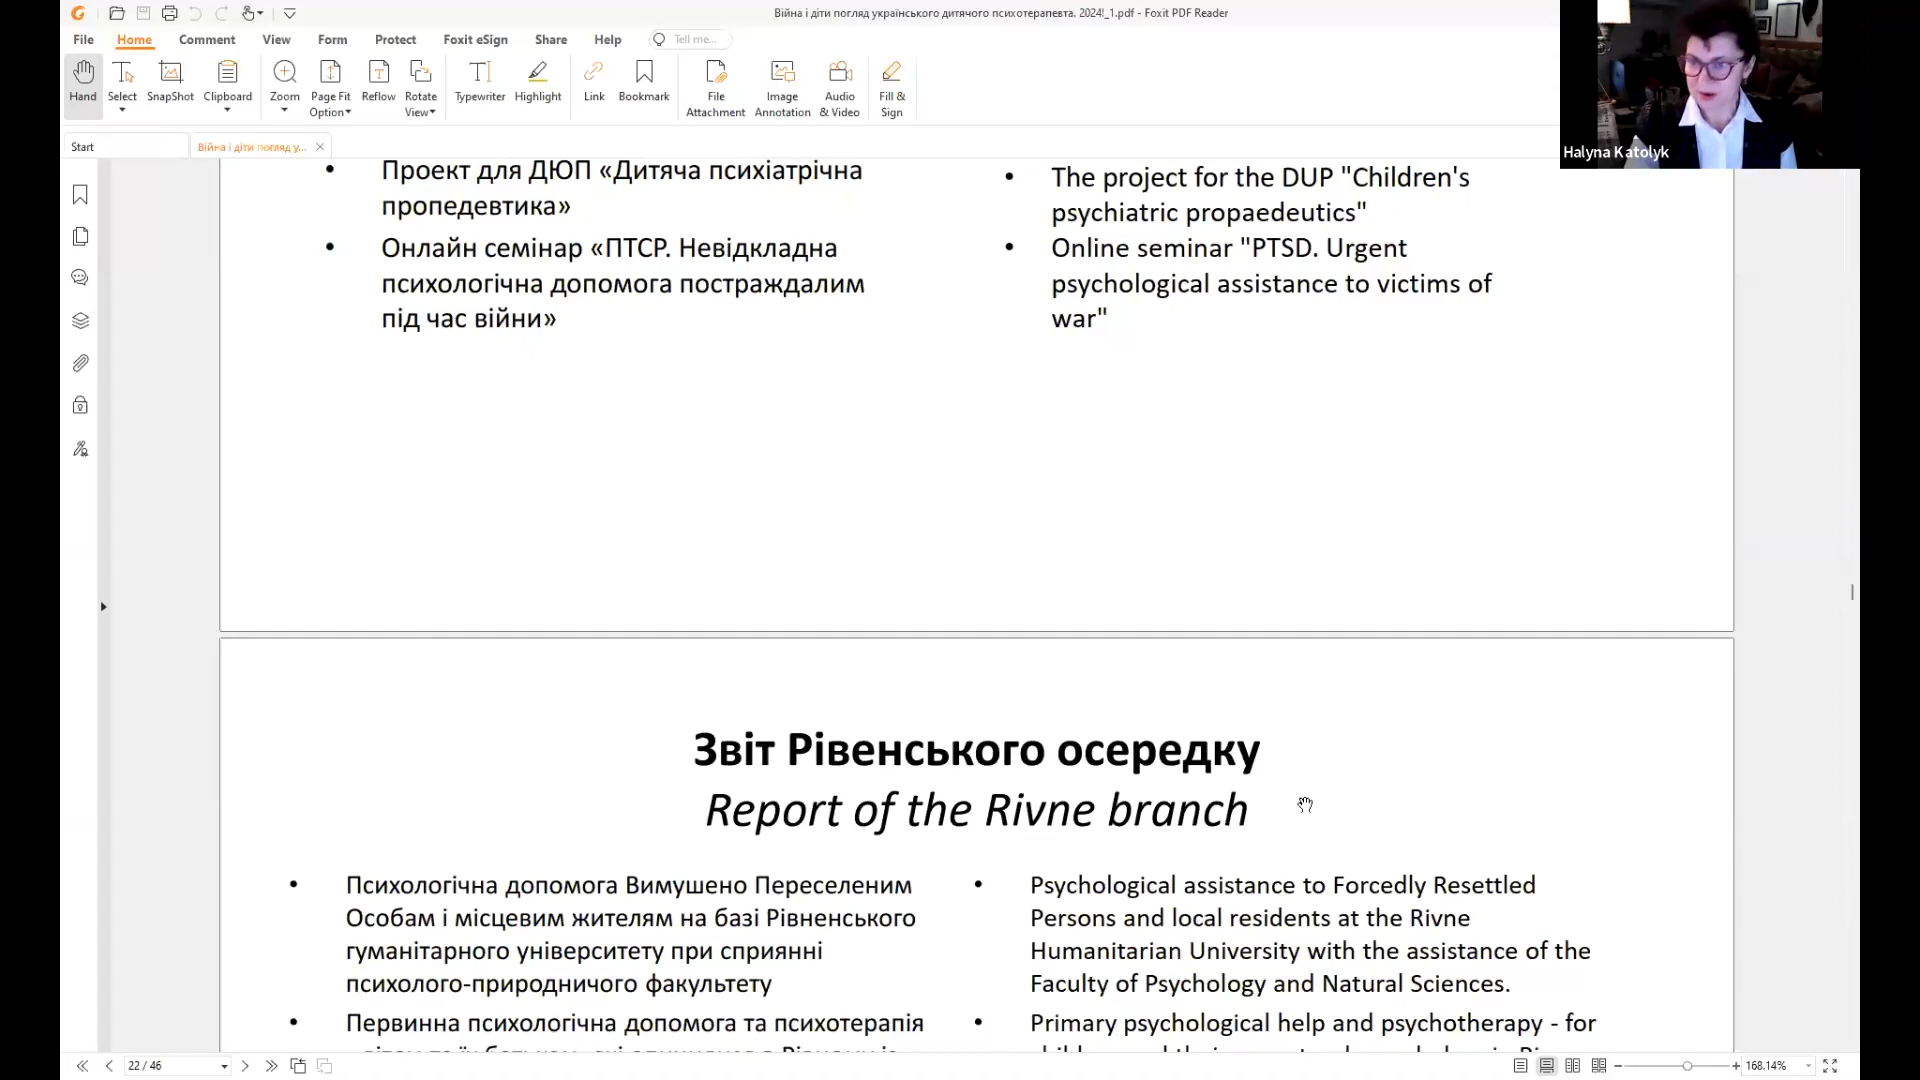 Війна і діти погляд українського дитячого психотерапевта. 2024!_1.pdf - Foxit PDF Reader
File Home Comment View Form Protect Foxit eSign Share Help Tell me...
Hand Select SnapShot Clipboard Zoom Page Fit Option Reflow Rotate View Typewriter Highlight Link Bookmark File Attachment Image Annotation Audio & Video Fill & Sign
Halyna Katolyk
Start Війна і діти погляд у...
• Проект для ДЮП «Дитяча психіатрічна
пропедевтика»
• Онлайн семінар «ПТСР. Невідкладна
психологічна допомога постраждалим
під час війни»
• The project for the DUP "Children's
psychiatric propaedeutics"
• Online seminar "PTSD. Urgent
psychological assistance to victims of
war"
Звіт Рівенського осередку
Report of the Rivne branch
• Психологічна допомога Вимушено Переселеним
Особам і місцевим жителям на базі Рівненського
гуманітарного університету при сприянні
психолого-природничого факультету
• Первинна психологічна допомога та психотерапія
• Psychological assistance to Forcedly Resettled
Persons and local residents at the Rivne
Humanitarian University with the assistance of the
Faculty of Psychology and Natural Sciences.
• Primary psychological help and psychotherapy - for
22 / 46
168.14%